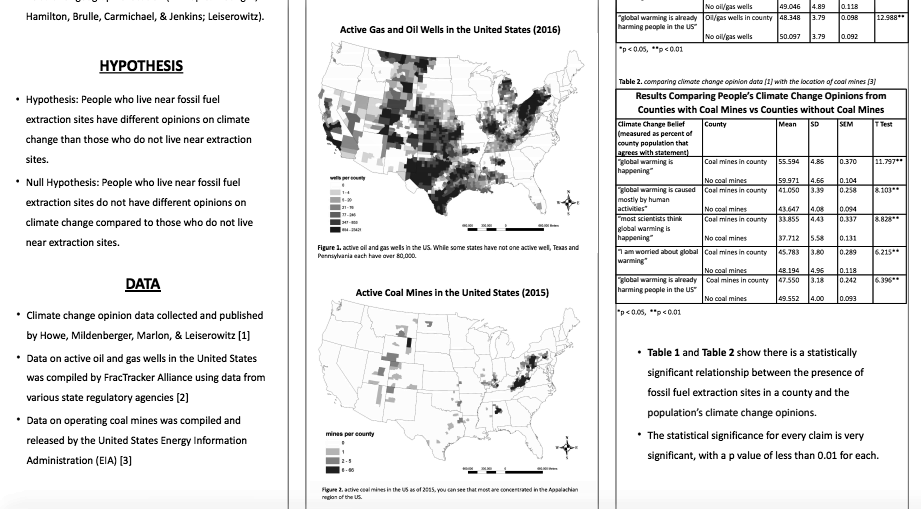 Hamilton, Brulle, Carmichael, & Jenkins; Leiserowitz).
HYPOTHESIS
• Hypothesis: People who live near fossil fuel
extraction sites have different opinions on climate
change than those who do not live near extraction
sites.
• Null Hypothesis: People who live near fossil fuel
extraction sites do not have different opinions on
climate change compared to those who do not live
near extraction sites.
DATA
• Climate change opinion data collected and published
by Howe, Mildenberger, Marlon, & Leiserowitz [1]
• Data on active oil and gas wells in the United States
was compiled by FracTracker Alliance using data from
various state regulatory agencies [2]
• Data on operating coal mines was compiled and
released by the United States Energy Information
Administration (EIA) [3]
Active Gas and Oil Wells in the United States (2016)
wells per county
0
1 - 4
5 - 20
21 - 76
77 - 246
Figure 1. active oil and gas wells in the US. While some states have not one active well, Texas and
Pennsylvania each have over 80,000.
Active Coal Mines in the United States (2015)
mines per county
0
1
2 - 5
6 - 66
Figure 2. active coal mines in the US as of 2015, you can see that most are concentrated in the Appalachian
region of the US.
No oil/gas wells 49.046 4.89 0.118
"global warming is already harming people in the US" Oil/gas wells in county 48.348 3.79 0.098 12.988**
No oil/gas wells 50.097 3.79 0.092
*p < 0.05, **p < 0.01
Table 2. comparing climate change opinion data [1] with the location of coal mines [3]
Results Comparing People's Climate Change Opinions from
Counties with Coal Mines vs Counties without Coal Mines
Climate Change Belief (measured as percent of county population that agrees with statement) County Mean SD SEM T Test
"global warming is happening" Coal mines in county 55.594 4.86 0.370 11.797**
No coal mines 59.971 4.66 0.104
"global warming is caused mostly by human activities" Coal mines in county 41.050 3.39 0.258 8.103**
No coal mines 43.647 4.08 0.094
"most scientists think global warming is happening" Coal mines in county 33.855 4.43 0.337 8.828**
No coal mines 37.712 5.58 0.131
"I am worried about global warming" Coal mines in county 45.783 3.80 0.289 6.215**
No coal mines 48.194 4.96 0.118
"global warming is already harming people in the US" Coal mines in county 47.550 3.18 0.242 6.396**
No coal mines 49.552 4.00 0.093
*p < 0.05, **p < 0.01
• Table 1 and Table 2 show there is a statistically
significant relationship between the presence of
fossil fuel extraction sites in a county and the
population's climate change opinions.
• The statistical significance for every claim is very
significant, with a p value of less than 0.01 for each.